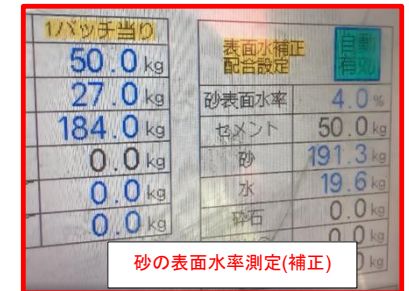 1バッチ当り
50.0 kg
27.0 kg
184.0 kg
0.0 kg
0.0 kg
0.0 kg
表面水補正
配合設定
自動
有効
砂表面水率 4.0 %
セメント 50.0 kg
砂 191.3 kg
水 19.6 kg
砕石 0.0 kg
0.0 kg
kg
砂の表面水率測定(補正)